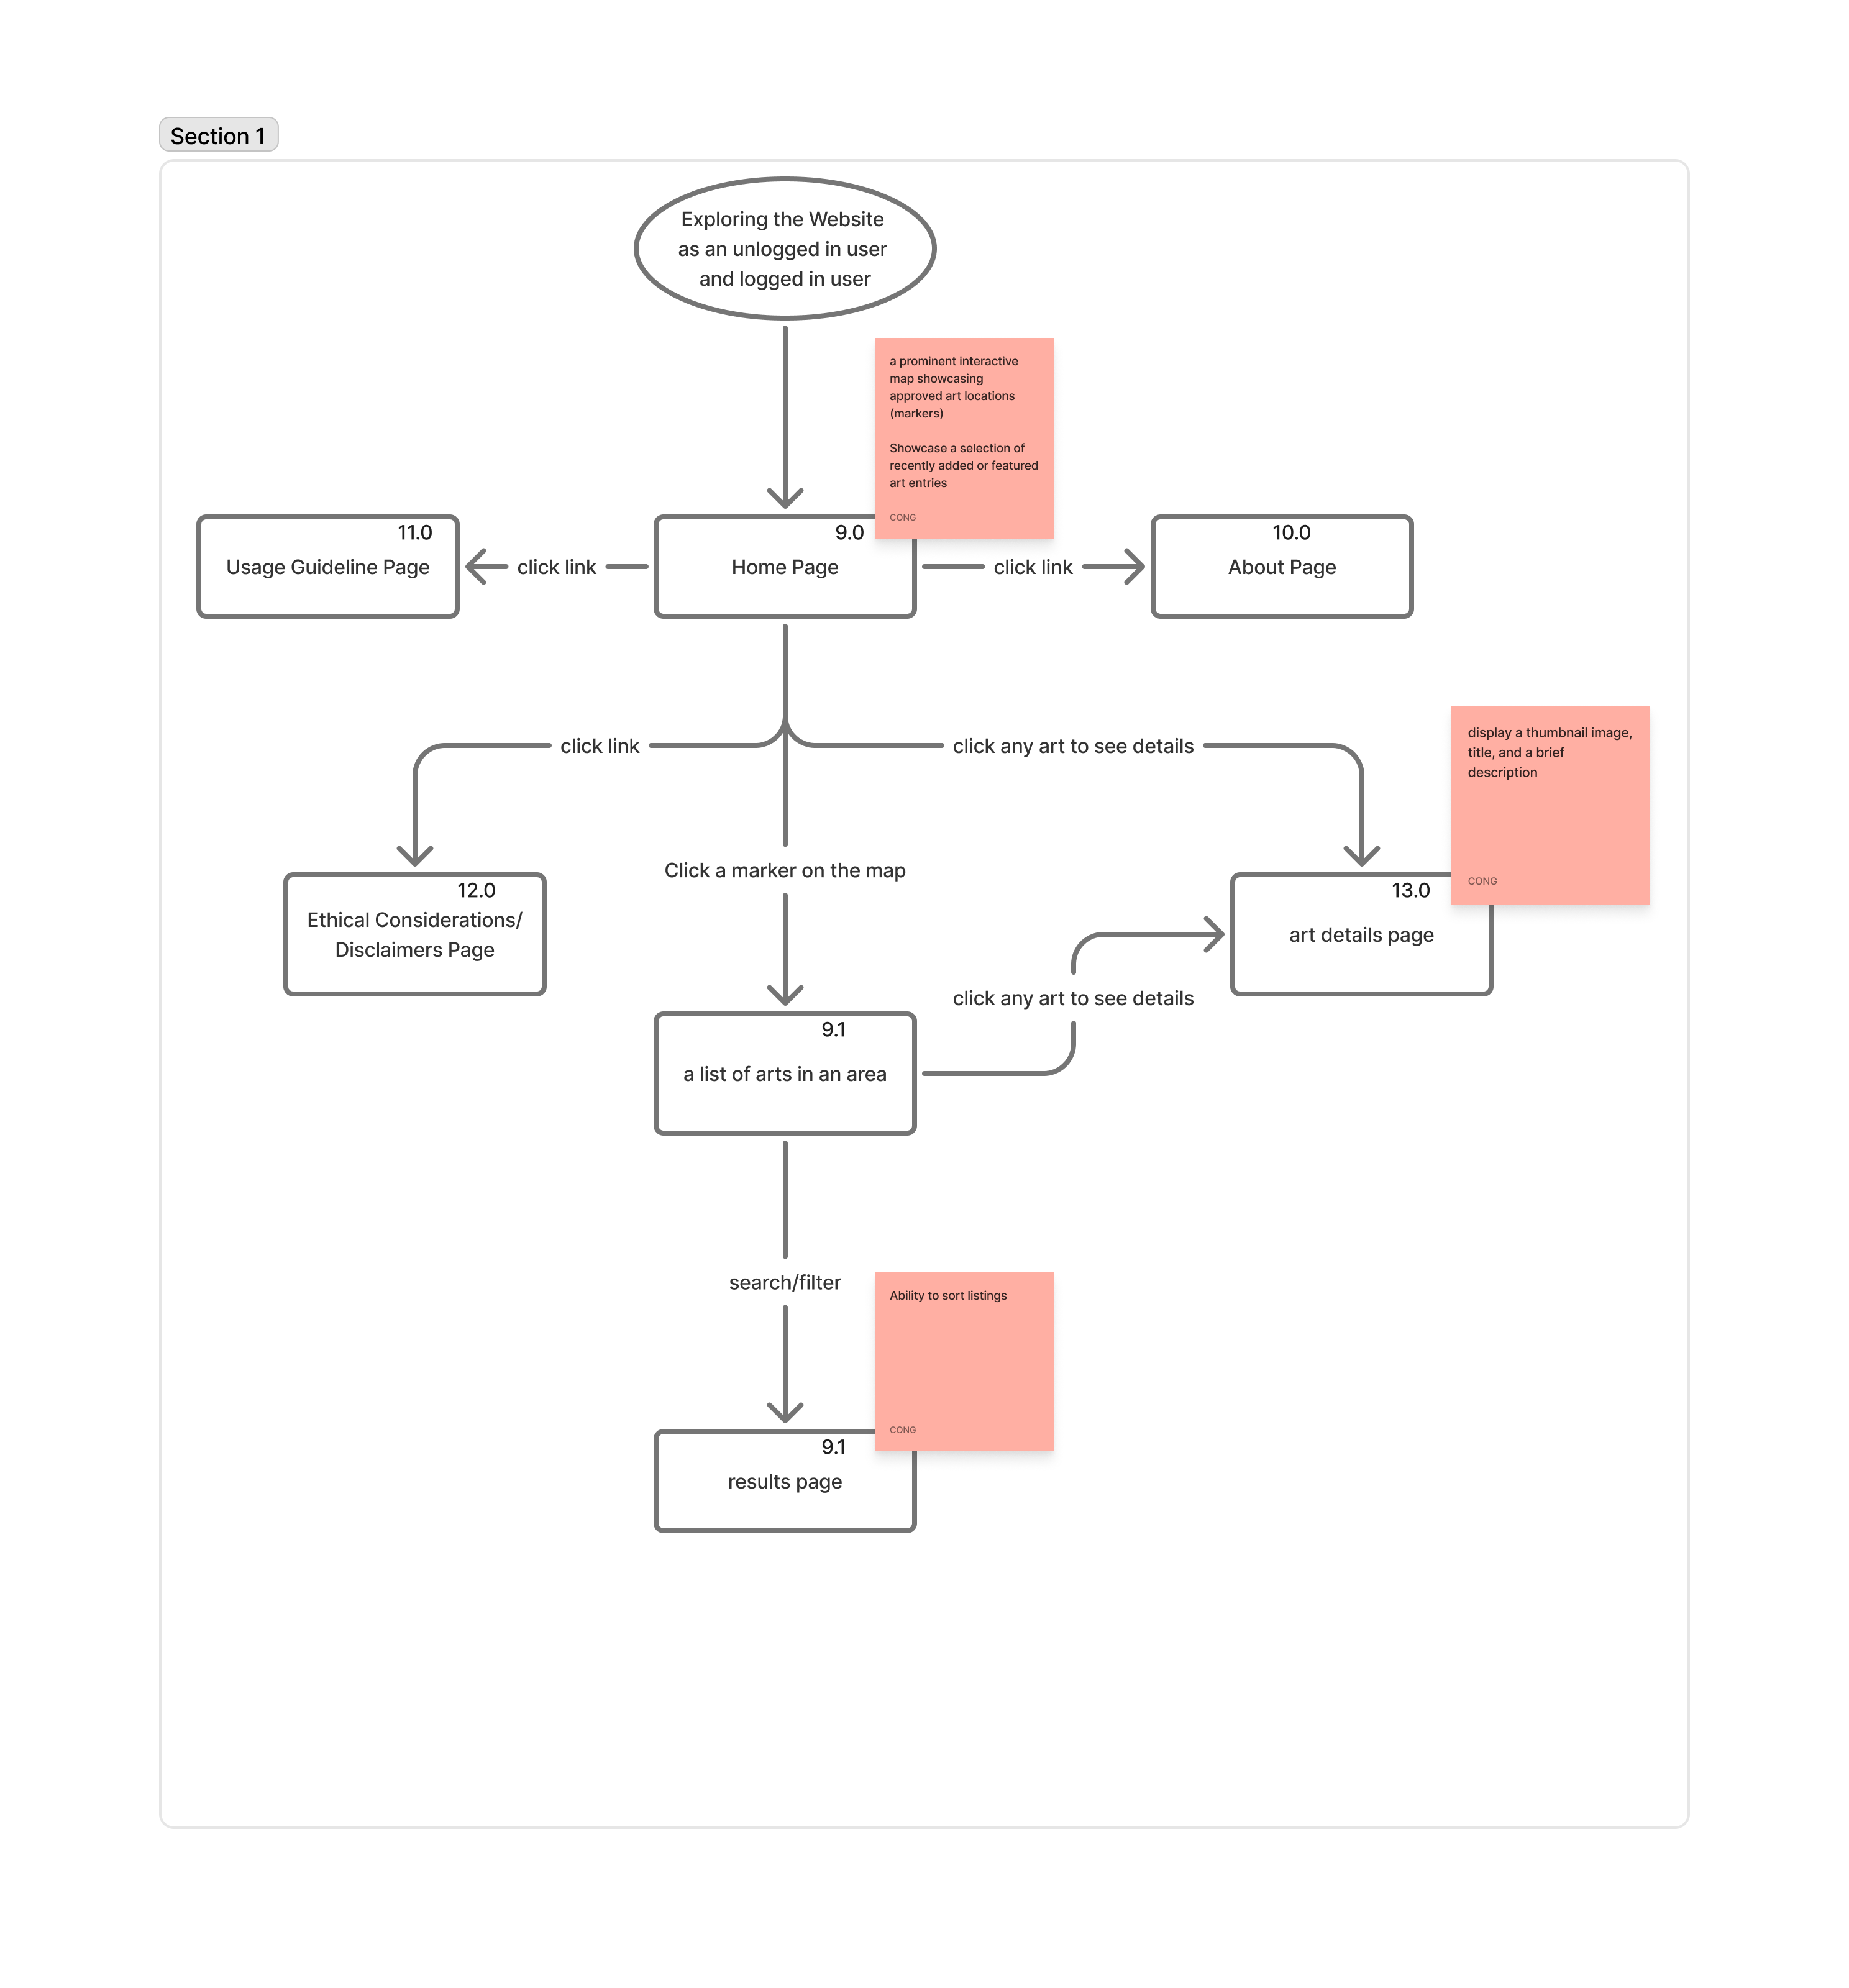 Section 1
Exploring the Website
as an unlogged in user
and logged in user
a prominent interactive
map showcasing
approved art locations
(markers)
Showcase a selection of
recently added or featured
art entries
CONG
11.0
Usage Guideline Page
click link
9.0
Home Page
click link
10.0
About Page
click link
click any art to see details
display a thumbnail image,
title, and a brief
description
CONG
Click a marker on the map
12.0
Ethical Considerations/
Disclaimers Page
13.0
art details page
click any art to see details
9.1
a list of arts in an area
search/filter
Ability to sort listings
CONG
9.1
results page